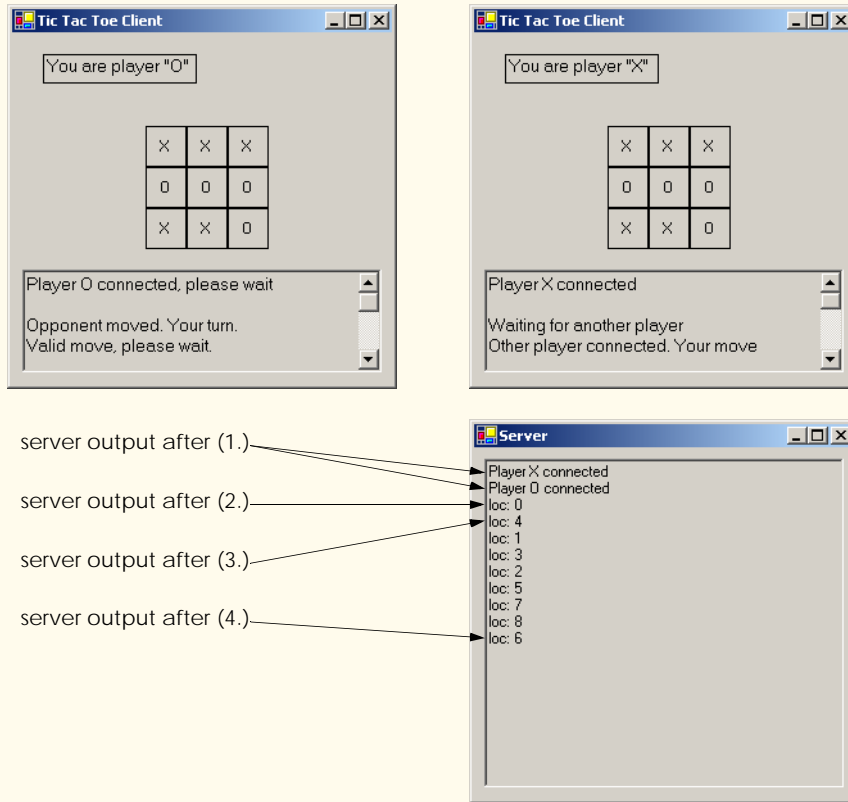 Tic Tac Toe Client
You are player "O"
X X X
O O O
X X O
Player O connected, please wait
Opponent moved. Your turn.
Valid move, please wait.
Tic Tac Toe Client
You are player "X"
X X X
O O O
X X O
Player X connected
Waiting for another player
Other player connected. Your move
server output after (1.)
server output after (2.)
server output after (3.)
server output after (4.)
Server
Player X connected
Player O connected
loc: 0
loc: 4
loc: 1
loc: 3
loc: 2
loc: 5
loc: 7
loc: 8
loc: 6